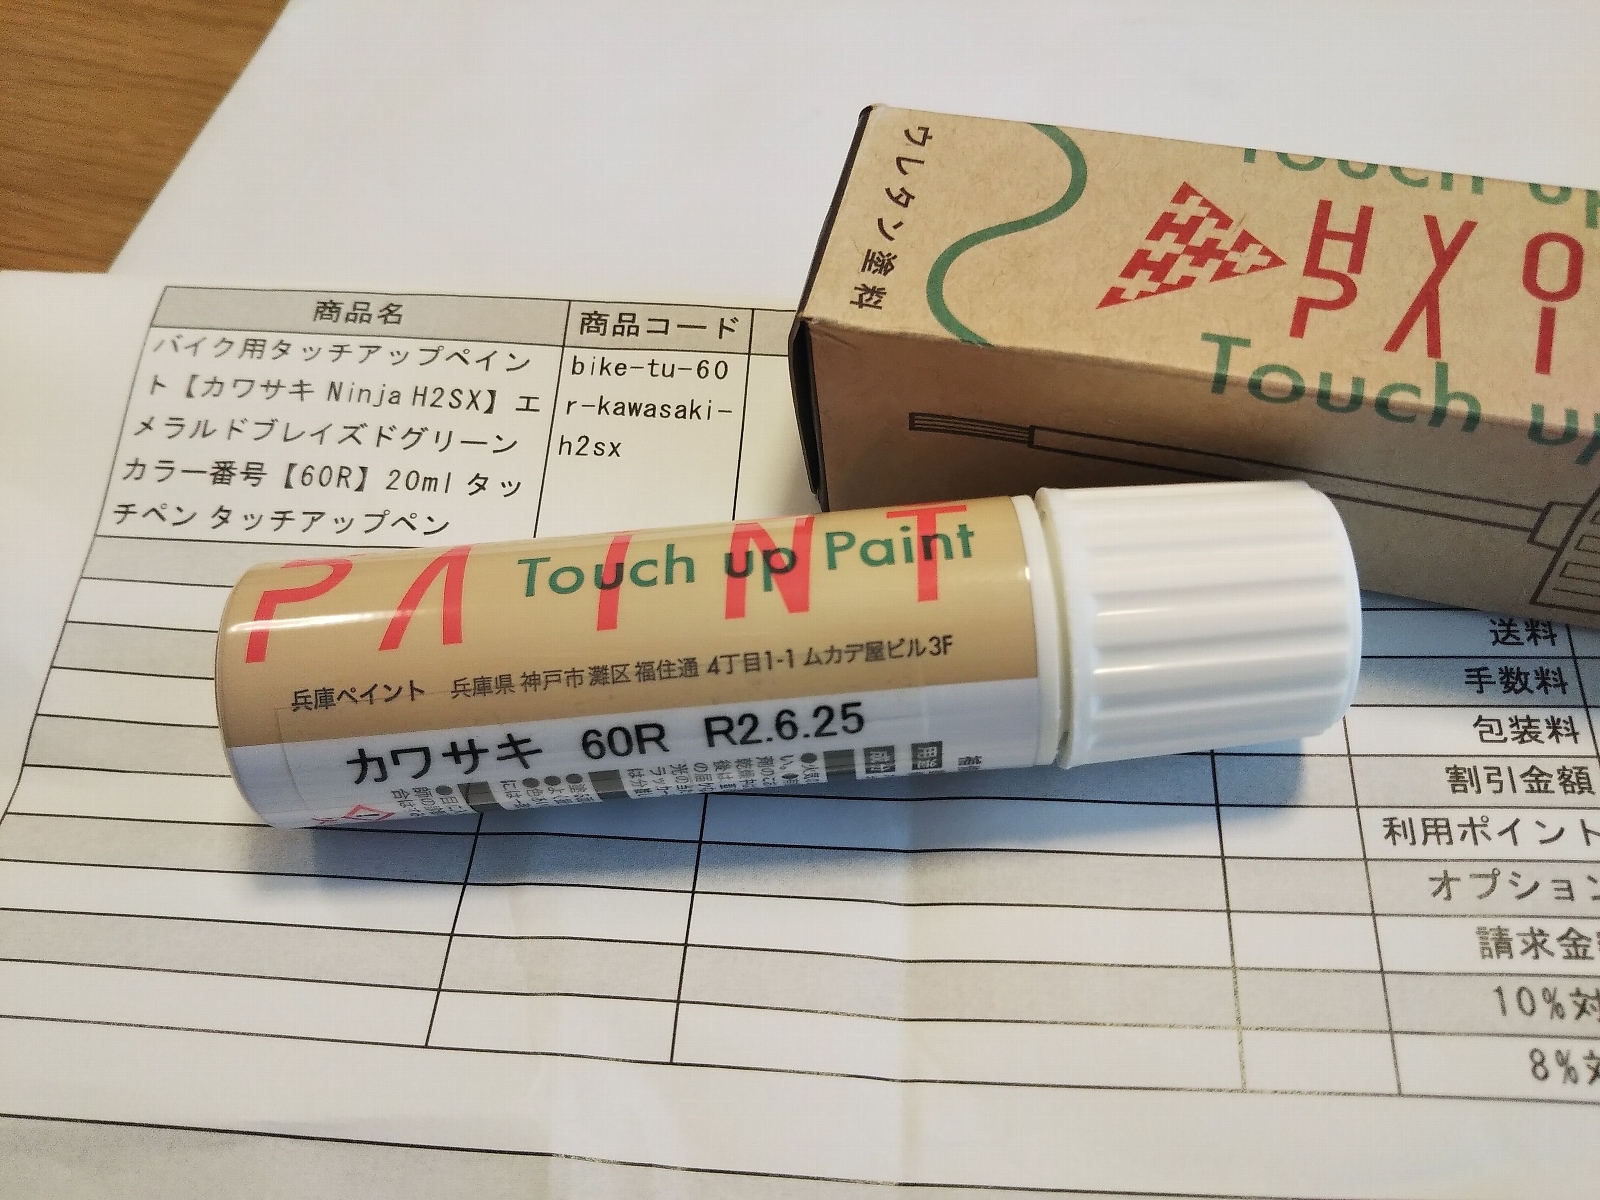 商品名
商品コード
バイク用タッチアップペイン
ト【カワサキ Ninja H2SX】エ
メラルドブレイズドグリーン
カラー番号【60R】20ml タッ
チペン タッチアップペン
bike-tu-60
r-kawasaki-
h2sx
ウレタン塗料
Touch up
HYO
Touch up
PAINT
Touch up Paint
兵庫ペイント 兵庫県 神戸市 灘区 福住通 4丁目1-1 ムカデ屋ビル3F
カワサキ 60R R2.6.25
送料
手数料
包装料
割引金額
利用ポイント
オプション
請求金
10%対
8%